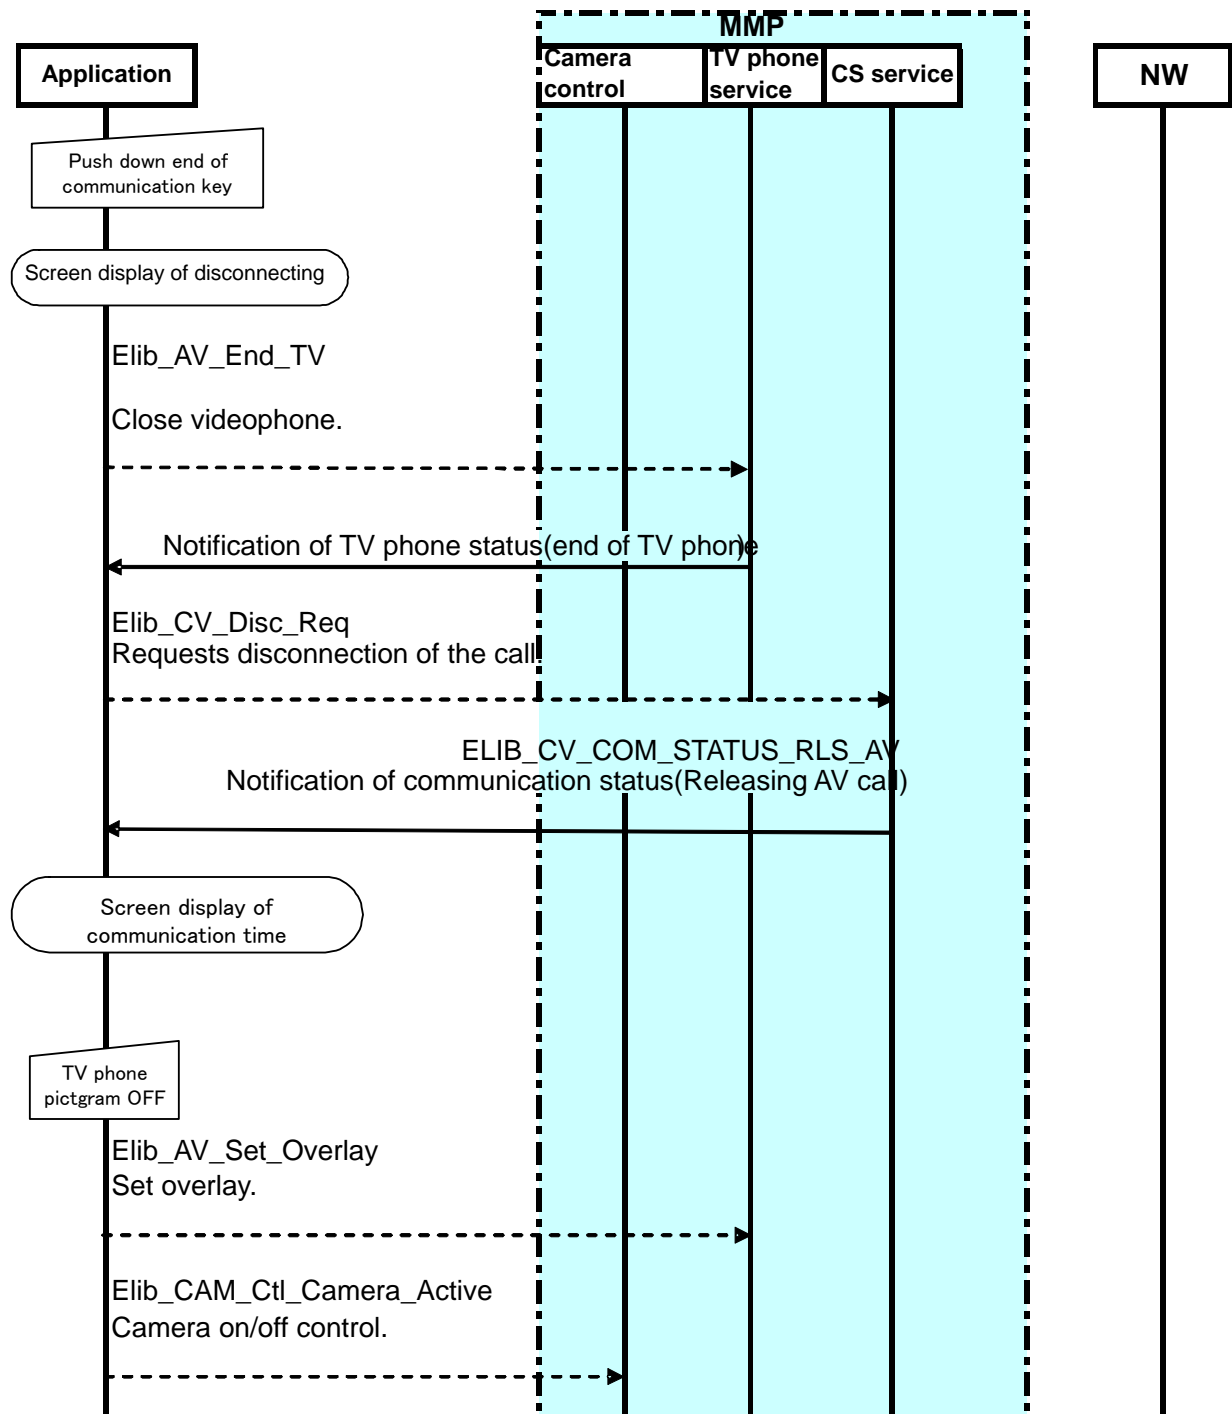 MMP
Application
Camera
control
TV phone
service
CS service
NW
Push down end of
communication key
Screen display of disconnecting
Elib_AV_End_TV
Close videophone.
Notification of TV phone status(end of TV phone)
Elib_CV_Disc_Req
Requests disconnection of the call.
ELIB_CV_COM_STATUS_RLS_AV
Notification of communication status(Releasing AV call)
Screen display of
communication time
TV phone
pictgram OFF
Elib_AV_Set_Overlay
Set overlay.
Elib_CAM_Ctl_Camera_Active
Camera on/off control.